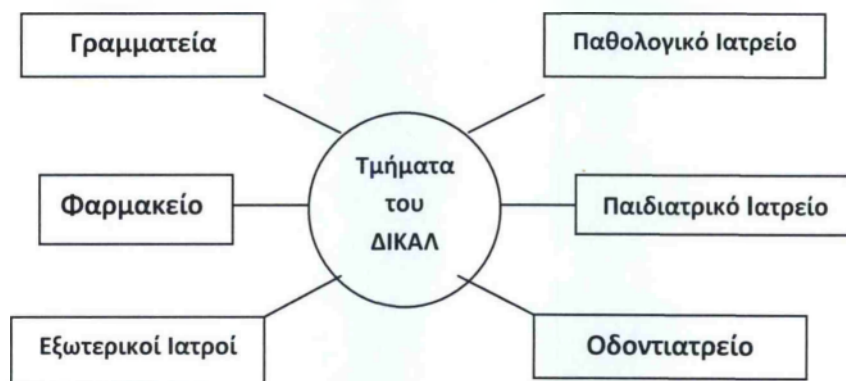 Γραμματεία
Παθολογικό Ιατρείο
Τμήματα
του
ΔΙΚΑΛ
Φαρμακείο
Παιδιατρικό Ιατρείο
Εξωτερικοί Ιατροί
Οδοντιατρείο